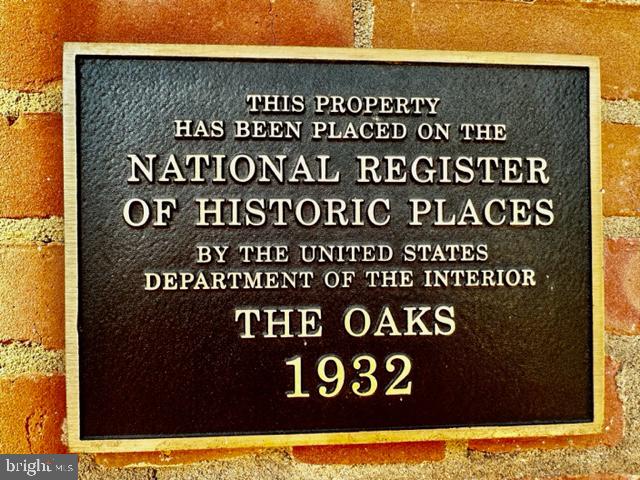 THIS PROPERTY
HAS BEEN PLACED ON THE
NATIONAL REGISTER
OF HISTORIC PLACES
BY THE UNITED STATES
DEPARTMENT OF THE INTERIOR
THE OAKS
1932
bright MLS